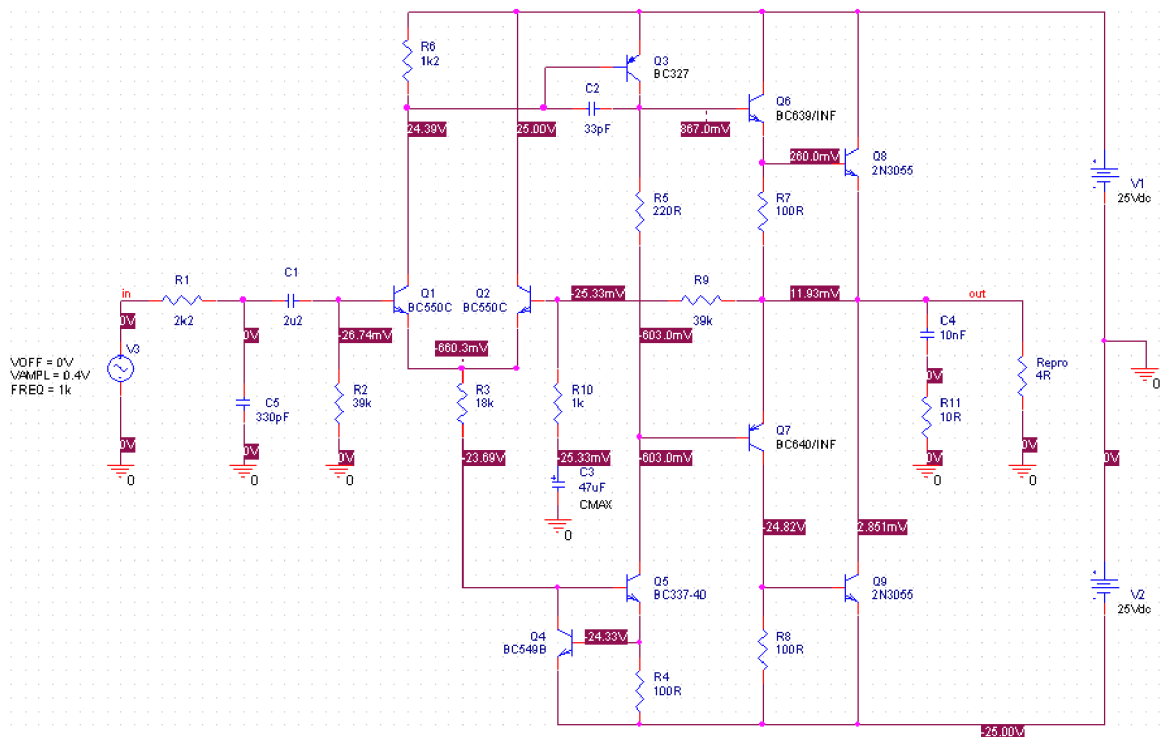 R6
1k2
Q3
BC327
C2
33pF
Q6
BC639/INF
24.39V
25.00V
867.0mV
260.0mV
Q8
2N3055
V1
25Vdc
R5
220R
R7
100R
in
R1
2k2
C1
2u2
Q1
BC550C
Q2
BC550C
-25.33mV
R9
39k
11.93mV
out
0V
0V
-26.74mV
-660.3mV
-603.0mV
C4
10nF
V3
VOFF = 0V
VAMPL = 0.4V
FREQ = 1k
C5
330pF
R2
39k
R3
18k
R10
1k
0V
R11
10R
Repro
4R
0
Q7
BC640/INF
0V
0V
0V
-23.69V
-25.33mV
-603.0mV
0V
0V
0V
0
0
0
C3
47uF
CMAX
0
0
0
-24.82V
2.851mV
Q5
BC337-40
Q9
2N3055
V2
25Vdc
Q4
BC549B
-24.33V
R8
100R
R4
100R
-25.00V